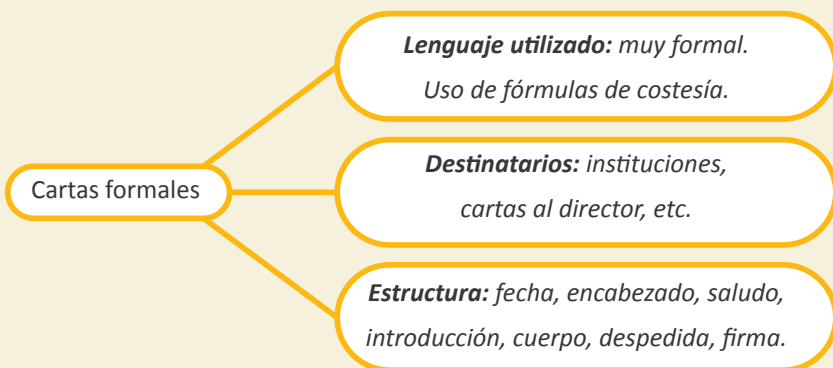 Cartas formales
Lenguaje utilizado: muy formal.
Uso de fórmulas de costesía.
Destinatarios: instituciones,
cartas al director, etc.
Estructura: fecha, encabezado, saludo,
introducción, cuerpo, despedida, firma.